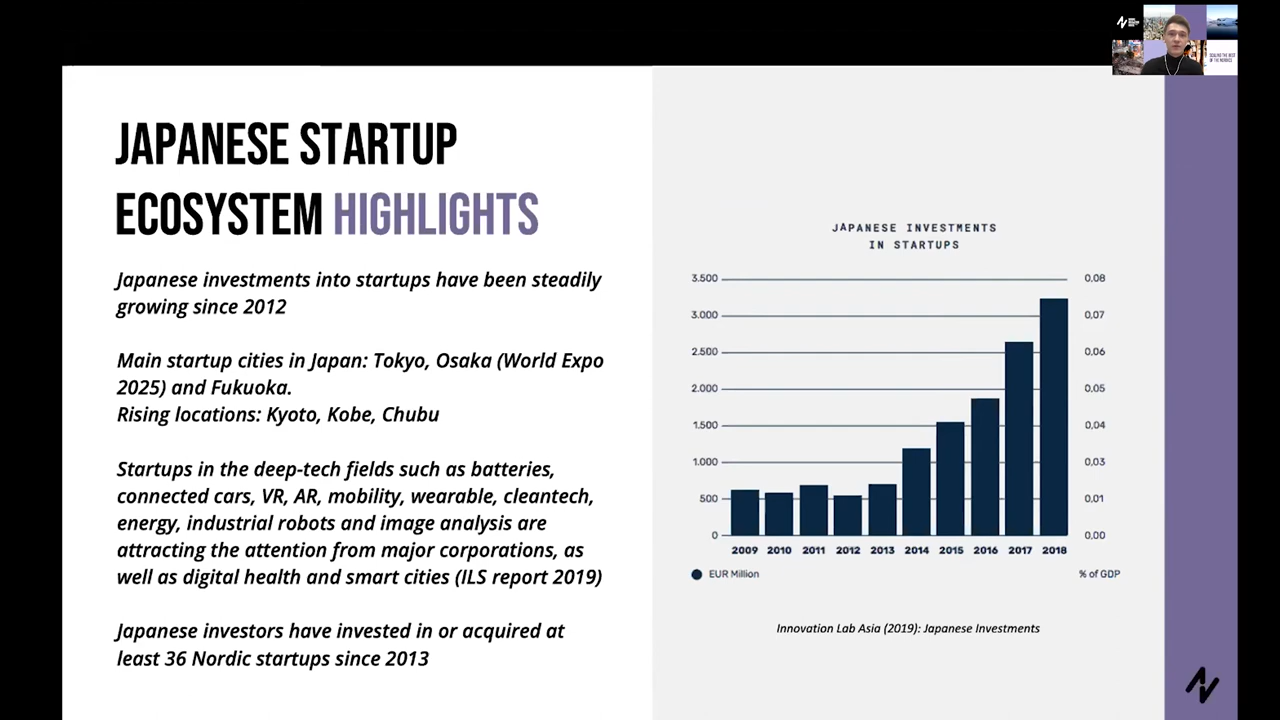 JAPANESE STARTUP
ECOSYSTEM HIGHLIGHTS
Japanese investments into startups have been steadily
growing since 2012
Main startup cities in Japan: Tokyo, Osaka (World Expo
2025) and Fukuoka.
Rising locations: Kyoto, Kobe, Chubu
Startups in the deep-tech fields such as batteries,
connected cars, VR, AR, mobility, wearable, cleantech,
energy, industrial robots and image analysis are
attracting the attention from major corporations, as
well as digital health and smart cities (ILS report 2019)
Japanese investors have invested in or acquired at
least 36 Nordic startups since 2013
JAPANESE INVESTMENTS
IN STARTUPS
3.500 0,08
3.000 0,07
2.500 0,06
2.000 0,05
1.500 0,04
1.000 0,03
500 0,01
0 0,00
2009 2010 2011 2012 2013 2014 2015 2016 2017 2018
EUR Million % of GDP
Innovation Lab Asia (2019): Japanese Investments